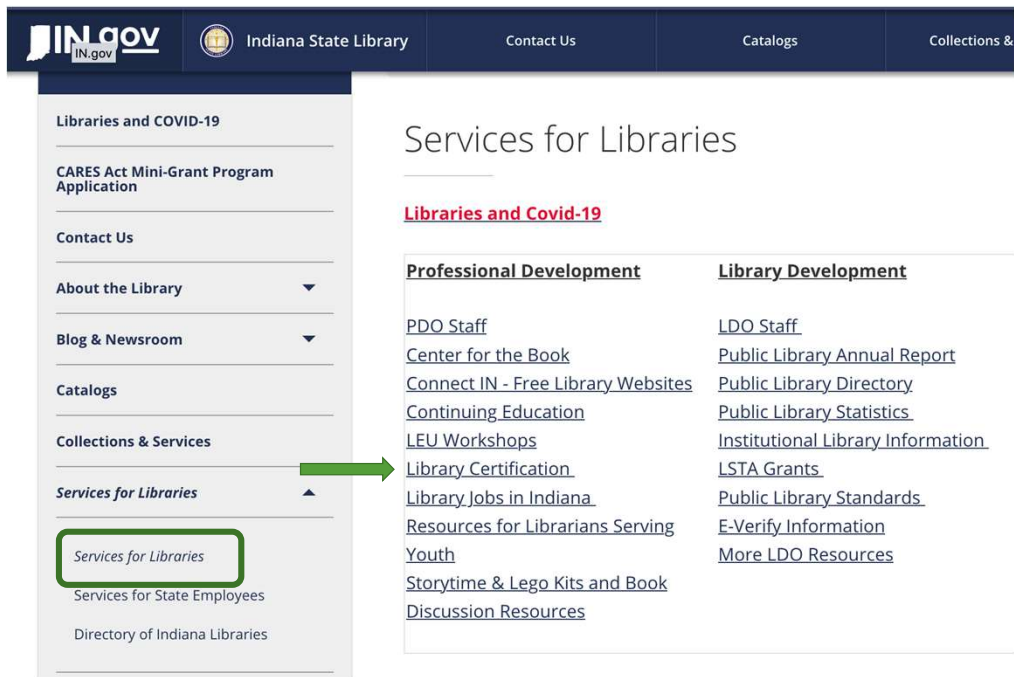 IN.gov
IN.gov
Indiana State Library
Contact Us
Catalogs
Collections &
Libraries and COVID-19
CARES Act Mini-Grant Program
Application
Contact Us
About the Library
Blog & Newsroom
Catalogs
Collections & Services
Services for Libraries
Services for Libraries
Services for State Employees
Directory of Indiana Libraries
Services for Libraries
Libraries and Covid-19
Professional Development
PDO Staff
Center for the Book
Connect IN - Free Library Websites
Continuing Education
LEU Workshops
Library Certification
Library Jobs in Indiana
Resources for Librarians Serving
Youth
Storytime & Lego Kits and Book
Discussion Resources
Library Development
LDO Staff
Public Library Annual Report
Public Library Directory
Public Library Statistics
Institutional Library Information
LSTA Grants
Public Library Standards
E-Verify Information
More LDO Resources